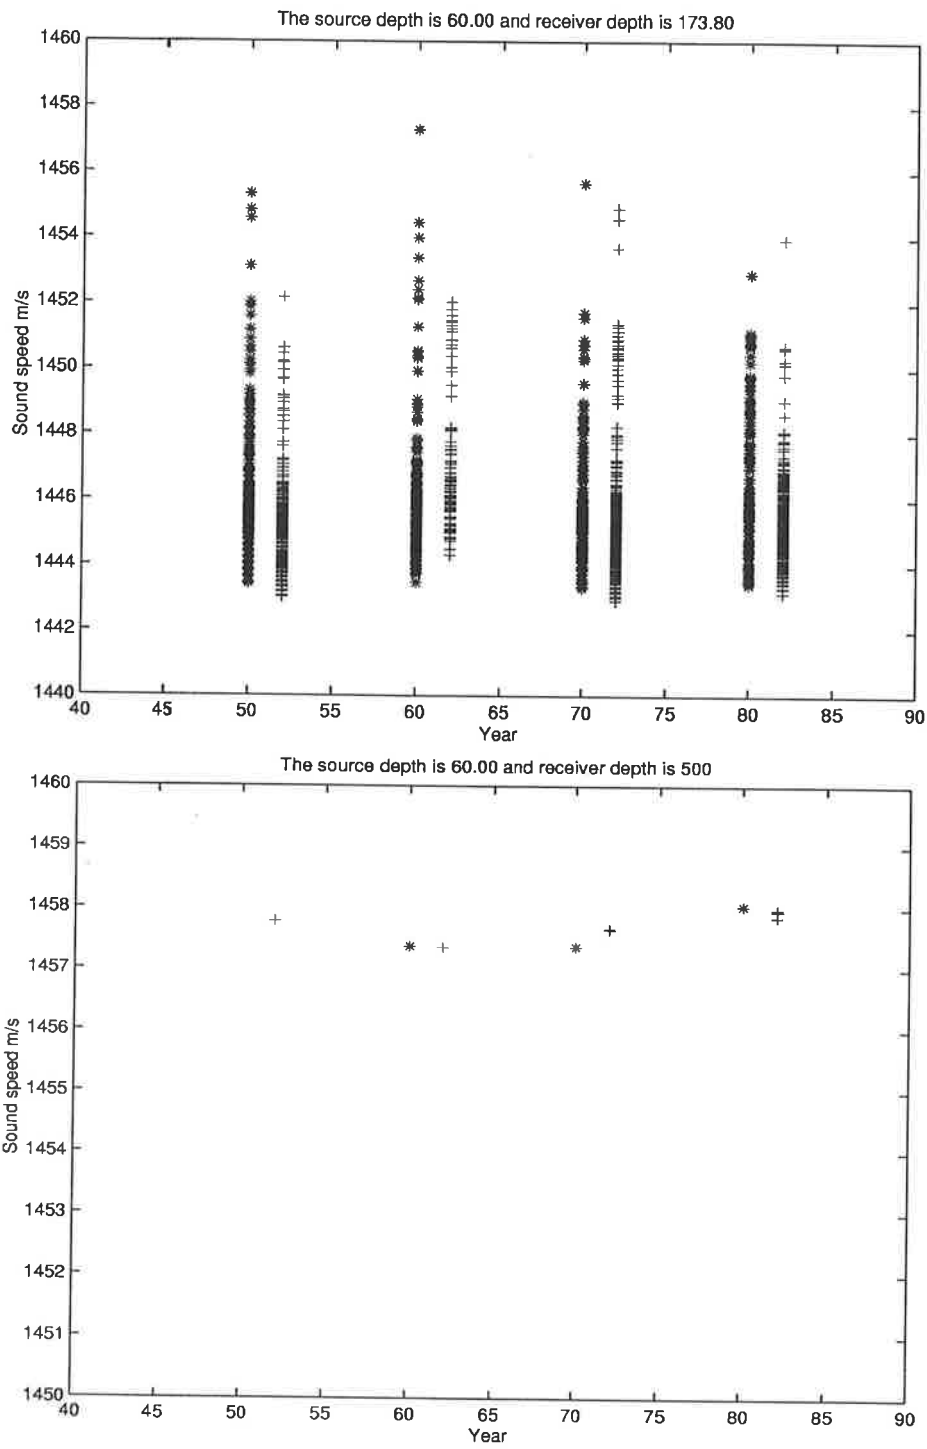 The source depth is 60.00 and receiver depth is 173.80
1460
1458
1456
1454
1452
1450
1448
1446
1444
1442
1440
Sound speed m/s
40 45 50 55 60 65 70 75 80 85 90
Year
The source depth is 60.00 and receiver depth is 500
1460
1459
1458
1457
1456
1455
1454
1453
1452
1451
1450
Sound speed m/s
40 45 50 55 60 65 70 75 80 85 90
Year